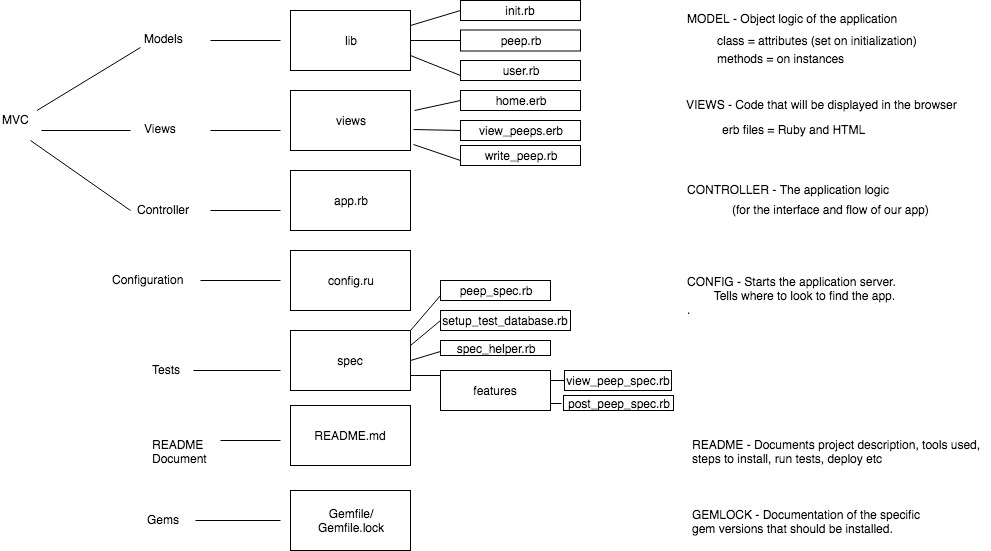 Models
lib
init.rb
peep.rb
user.rb
MODEL - Object logic of the application
class = attributes (set on initialization)
methods = on instances
MVC
Views
views
home.erb
view_peeps.erb
write_peep.rb
VIEWS - Code that will be displayed in the browser
erb files = Ruby and HTML
Controller
app.rb
CONTROLLER - The application logic
(for the interface and flow of our app)
Configuration
config.ru
CONFIG - Starts the application server.
Tells where to look to find the app.
.
Tests
spec
peep_spec.rb
setup_test_database.rb
spec_helper.rb
features
view_peep_spec.rb
post_peep_spec.rb
README
Document
README.md
README - Documents project description, tools used,
steps to install, run tests, deploy etc
Gems
Gemfile/
Gemfile.lock
GEMLOCK - Documentation of the specific
gem versions that should be installed.